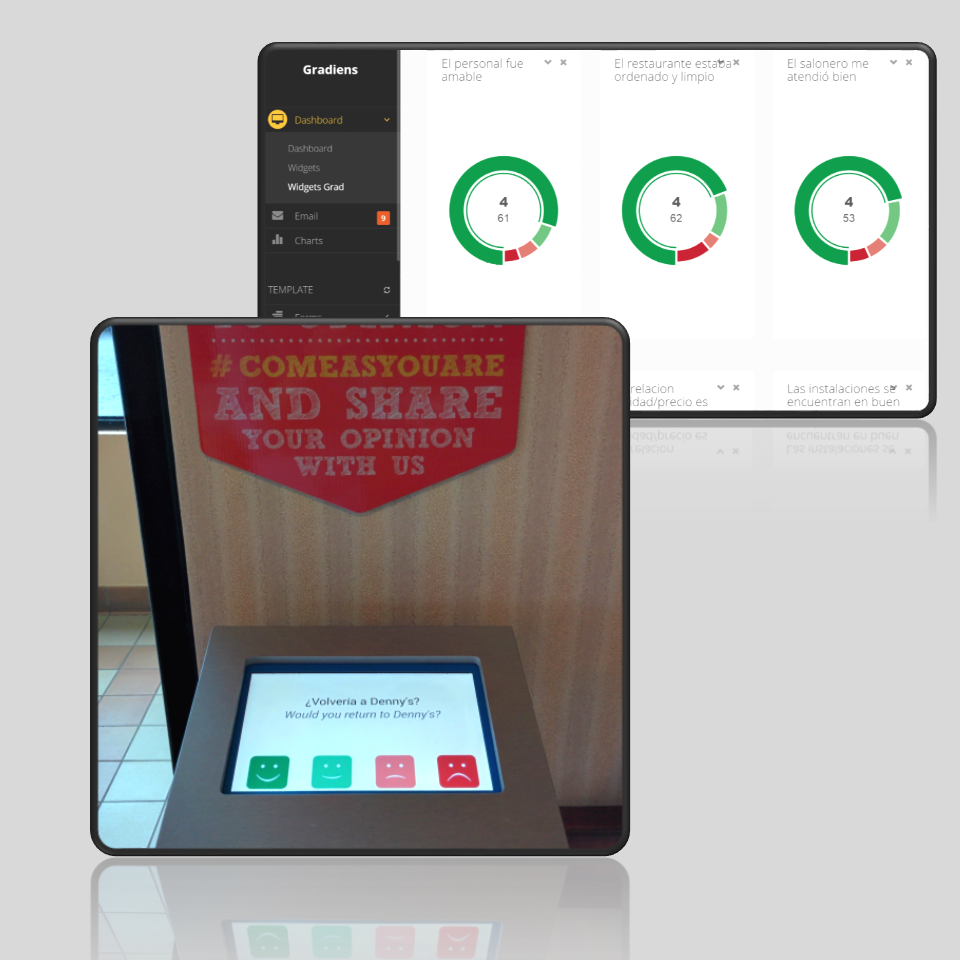 Gradiens
Dashboard
Dashboard
Widgets
Widgets Grad
Email
9
Charts
TEMPLATE
El personal fue
amable
4
61
El restaurante estaba
ordenado y limpio
4
62
El salonero me
atendió bien
4
53
relacion
idad/precio es
Las instalaciones se
encuentran en buen
#COMEASYOUARE
AND SHARE
YOUR OPINION
WITH US
¿Volvería a Denny's?
Would you return to Denny's?